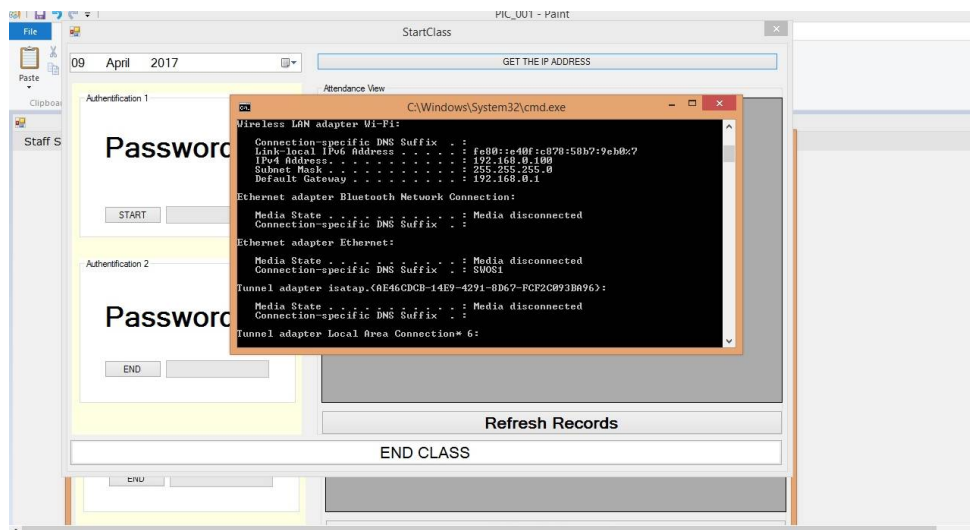 PIC_001 - Paint
File
StartClass
Paste
Clipboa
09 April 2017
GET THE IP ADDRESS
Staff S
Authentification 1
Attendance View
Password
START
Authentification 2
Password
END
C:\Windows\System32\cmd.exe
Wireless LAN adapter Wi-Fi:
Connection-specific DNS Suffix . :
Link-local IPv6 Address . . . . . : fe80::e40f:c878:58b7:9eb0%7
IPv4 Address. . . . . . . . . . . : 192.168.0.100
Subnet Mask . . . . . . . . . . . : 255.255.255.0
Default Gateway . . . . . . . . . : 192.168.0.1
Ethernet adapter Bluetooth Network Connection:
Media State . . . . . . . . . . . : Media disconnected
Connection-specific DNS Suffix . :
Ethernet adapter Ethernet:
Media State . . . . . . . . . . . : Media disconnected
Connection-specific DNS Suffix . : SWOS1
Tunnel adapter isatap.{AE46CDCB-14E9-4291-8D67-FCF2C093BA96}:
Media State . . . . . . . . . . . : Media disconnected
Connection-specific DNS Suffix . :
Tunnel adapter Local Area Connection* 6:
Refresh Records
END CLASS
END